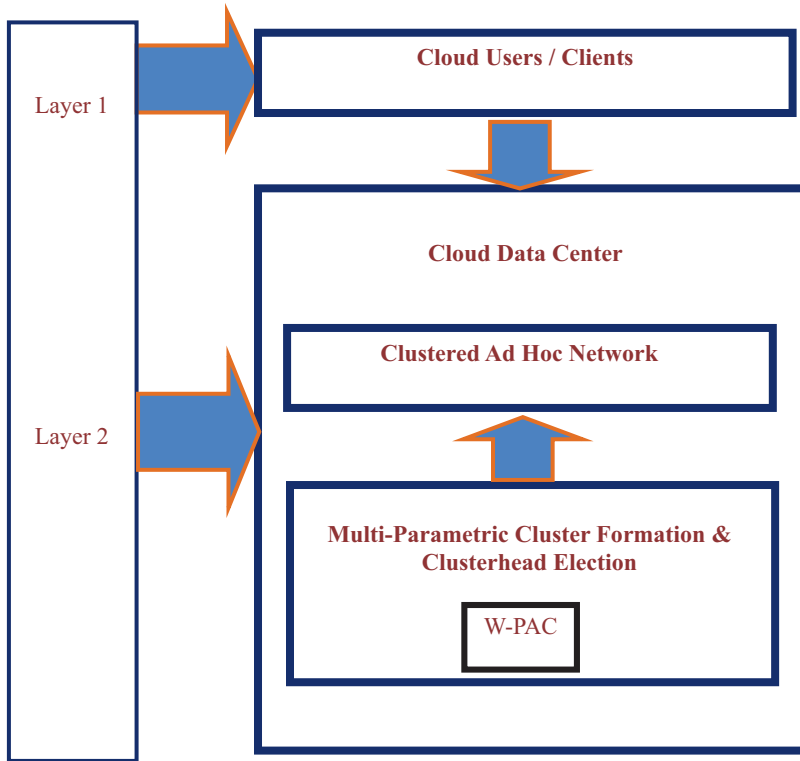 Layer 1
Cloud Users / Clients
Cloud Data Center
Clustered Ad Hoc Network
Layer 2
Multi-Parametric Cluster Formation &
Clusterhead Election
W-PAC